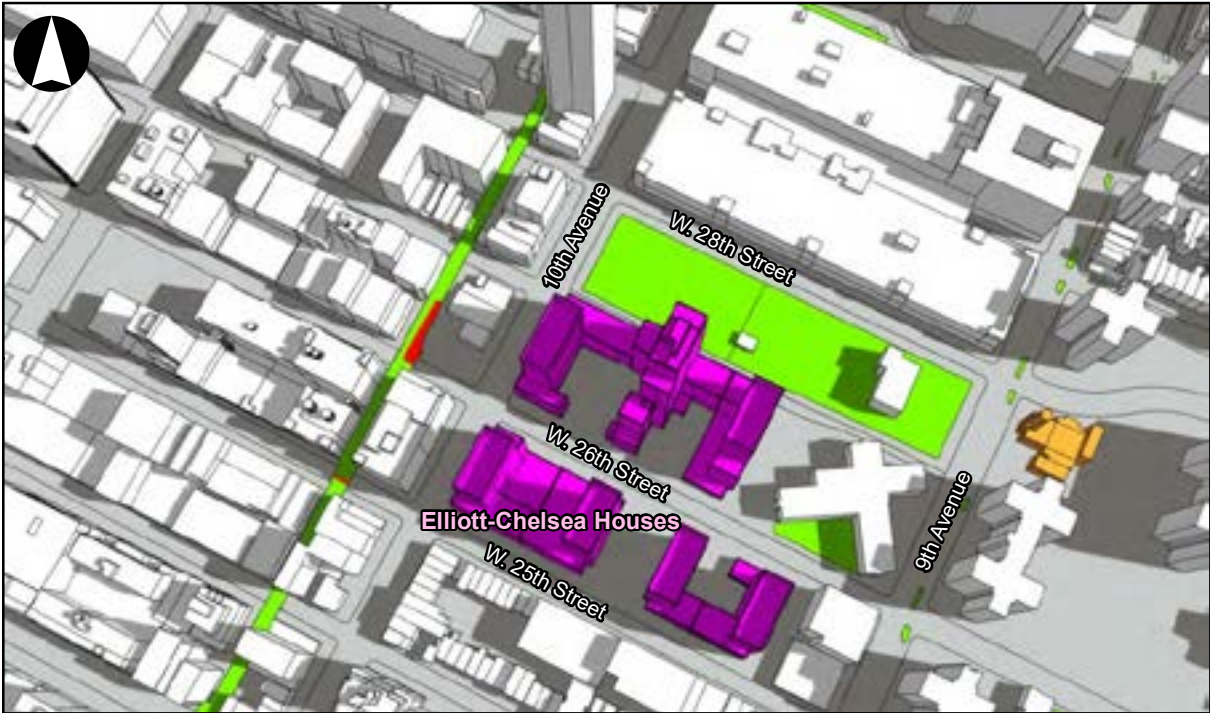 10th Avenue
W. 28th Street
W. 26th Street
Elliott-Chelsea Houses
9th Avenue
W. 25th Street